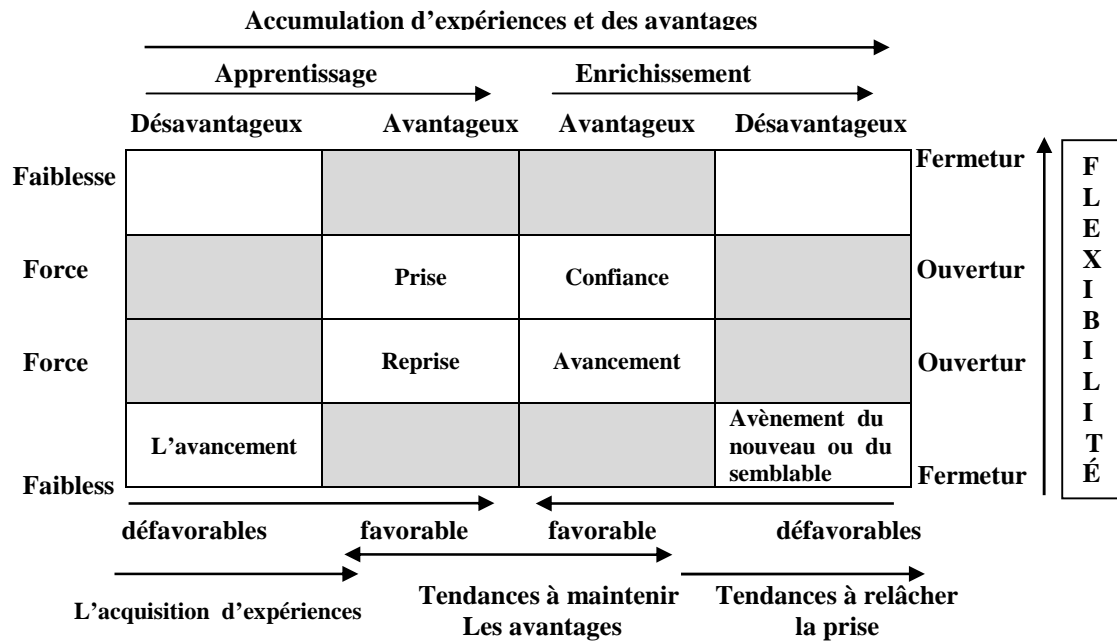 Accumulation d’expériences et des avantages
Apprentissage Enrichissement
Désavantageux Avantageux Avantageux Désavantageux
Faiblesse Fermetur
Force Prise Confiance Ouvertur
Force Reprise Avancement Ouvertur
L’avancement Avènement du
nouveau ou du
semblable
Faibless Fermetur
F
L
E
X
I
B
I
L
I
T
É
défavorables favorable favorable défavorables
L’acquisition d’expériences Tendances à maintenir Tendances à relâcher
Les avantages la prise